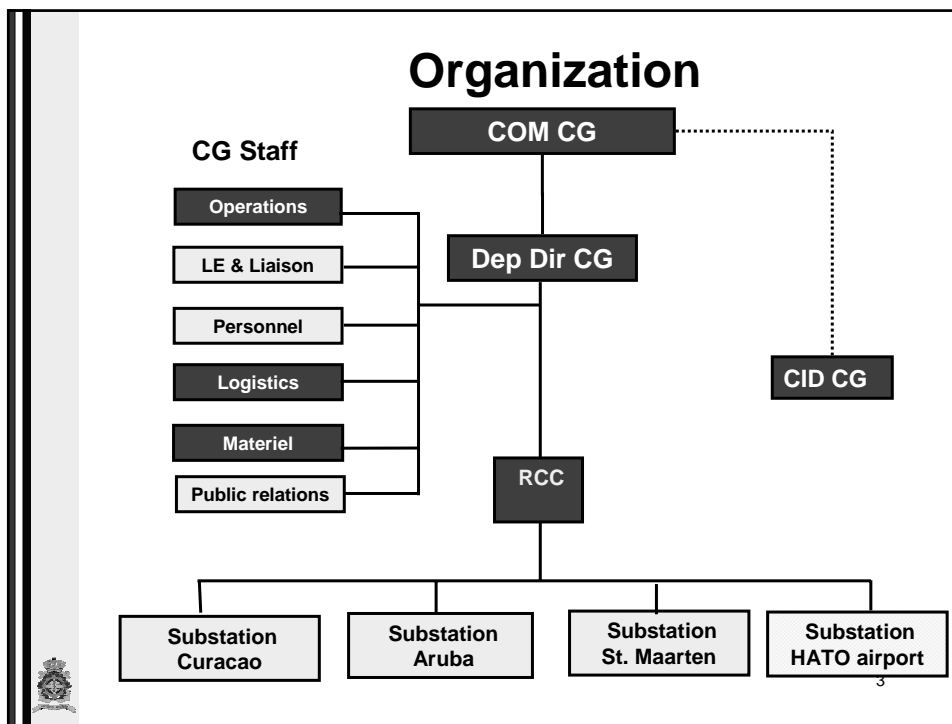 Organization
COM CG
CG Staff
Operations
Dep Dir CG
LE & Liaison
Personnel
CID CG
Logistics
Materiel
RCC
Public relations
Substation
Curacao
Substation
Aruba
Substation
St. Maarten
Substation
HATO airport
3